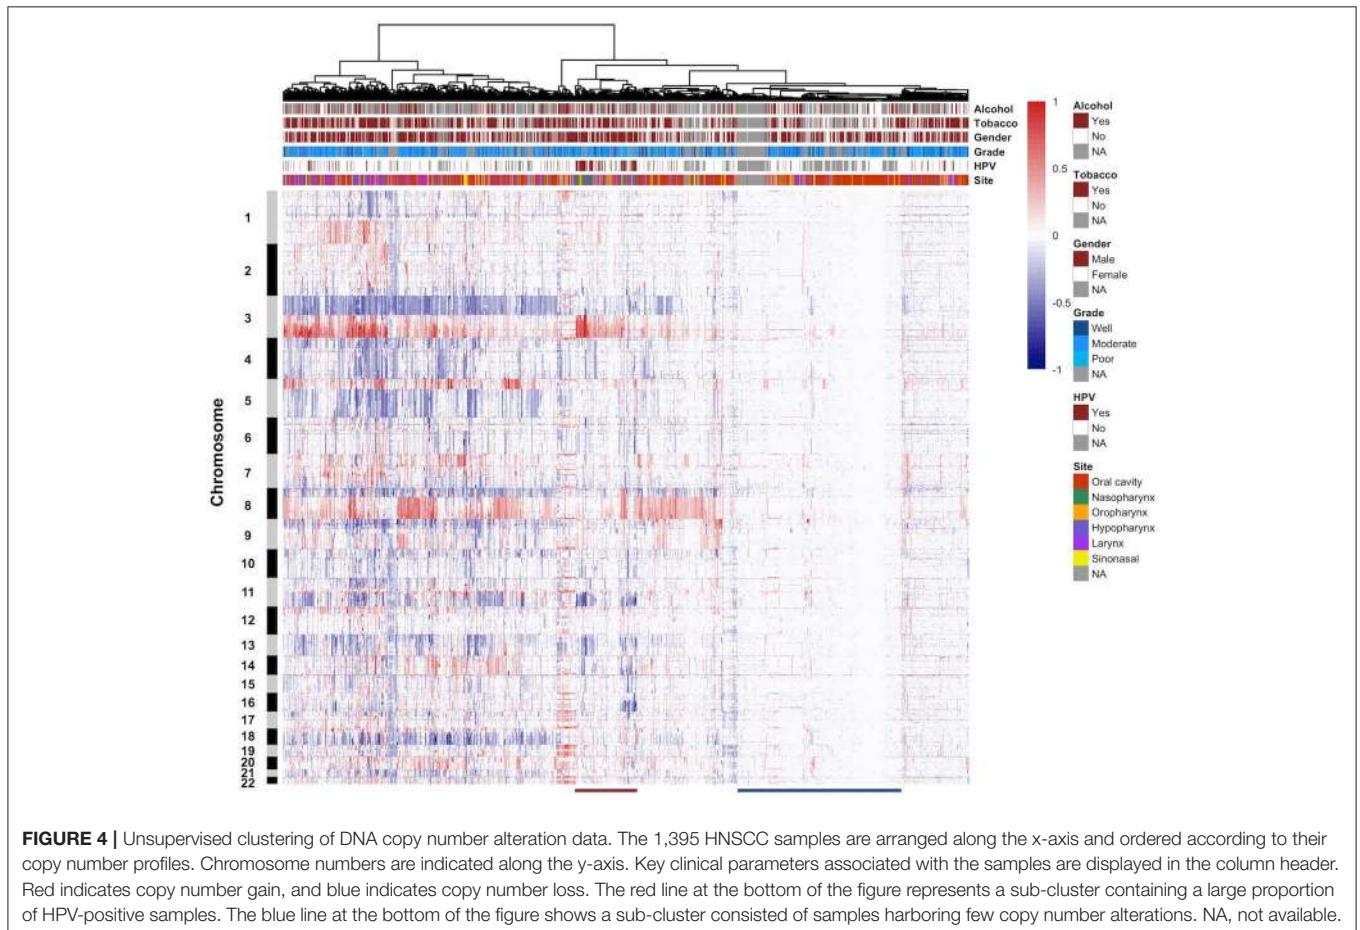 Alcohol
Tobacco
Gender
Grade
HPV
Site
1
0.5
0
-0.5
-1
Alcohol
Yes
No
NA
Tobacco
Yes
No
NA
Gender
Male
Female
NA
Grade
Well
Moderate
Poor
NA
HPV
Yes
No
NA
Site
Oral cavity
Nasopharynx
Oropharynx
Hypopharynx
Larynx
Sinonasal
NA
Chromosome
1
2
3
4
5
6
7
8
9
10
11
12
13
14
15
16
17
18
19
20
21
22
FIGURE 4 | Unsupervised clustering of DNA copy number alteration data. The 1,395 HNSCC samples are arranged along the x-axis and ordered according to their
copy number profiles. Chromosome numbers are indicated along the y-axis. Key clinical parameters associated with the samples are displayed in the column header.
Red indicates copy number gain, and blue indicates copy number loss. The red line at the bottom of the figure represents a sub-cluster containing a large proportion
of HPV-positive samples. The blue line at the bottom of the figure shows a sub-cluster consisted of samples harboring few copy number alterations. NA, not available.